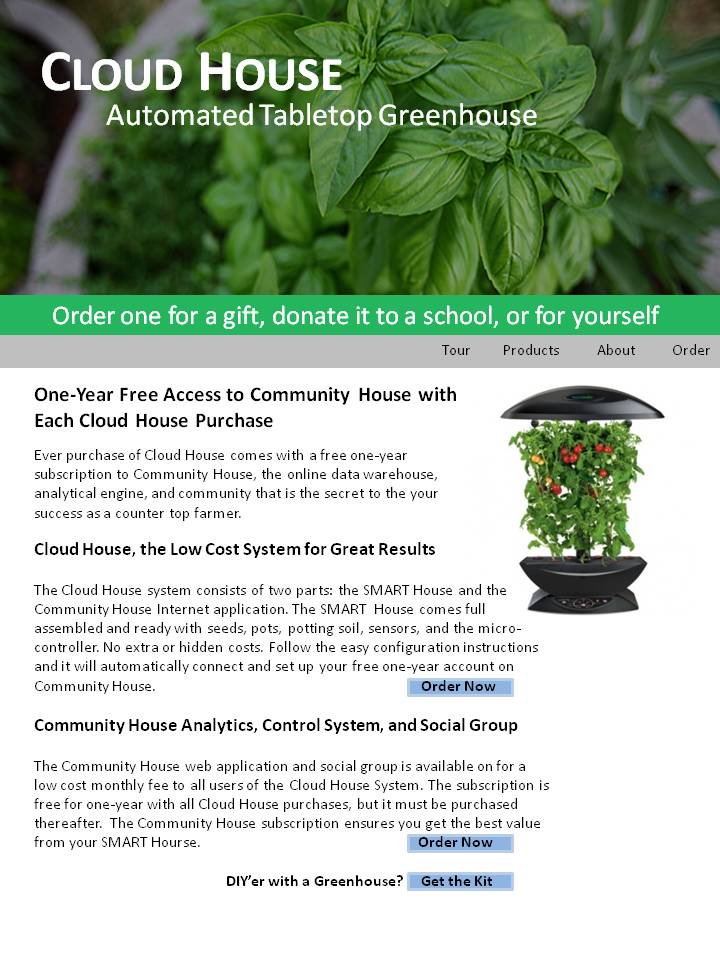 CLOUD HOUSE
Automated Tabletop Greenhouse
Order one for a gift, donate it to a school, or for yourself
Tour Products About Order
One-Year Free Access to Community House with
Each Cloud House Purchase
Ever purchase of Cloud House comes with a free one-year
subscription to Community House, the online data warehouse,
analytical engine, and community that is the secret to the your
success as a counter top farmer.
Cloud House, the Low Cost System for Great Results
The Cloud House system consists of two parts: the SMART House and the
Community House Internet application. The SMART House comes full
assembled and ready with seeds, pots, potting soil, sensors, and the micro-
controller. No extra or hidden costs. Follow the easy configuration instructions
and it will automatically connect and set up your free one-year account on
Community House. Order Now
Community House Analytics, Control System, and Social Group
The Community House web application and social group is available on for a
low cost monthly fee to all users of the Cloud House System. The subscription is
free for one-year with all Cloud House purchases, but it must be purchased
thereafter. The Community House subscription ensures you get the best value
from your SMART Hourse. Order Now
DIY'er with a Greenhouse? Get the Kit